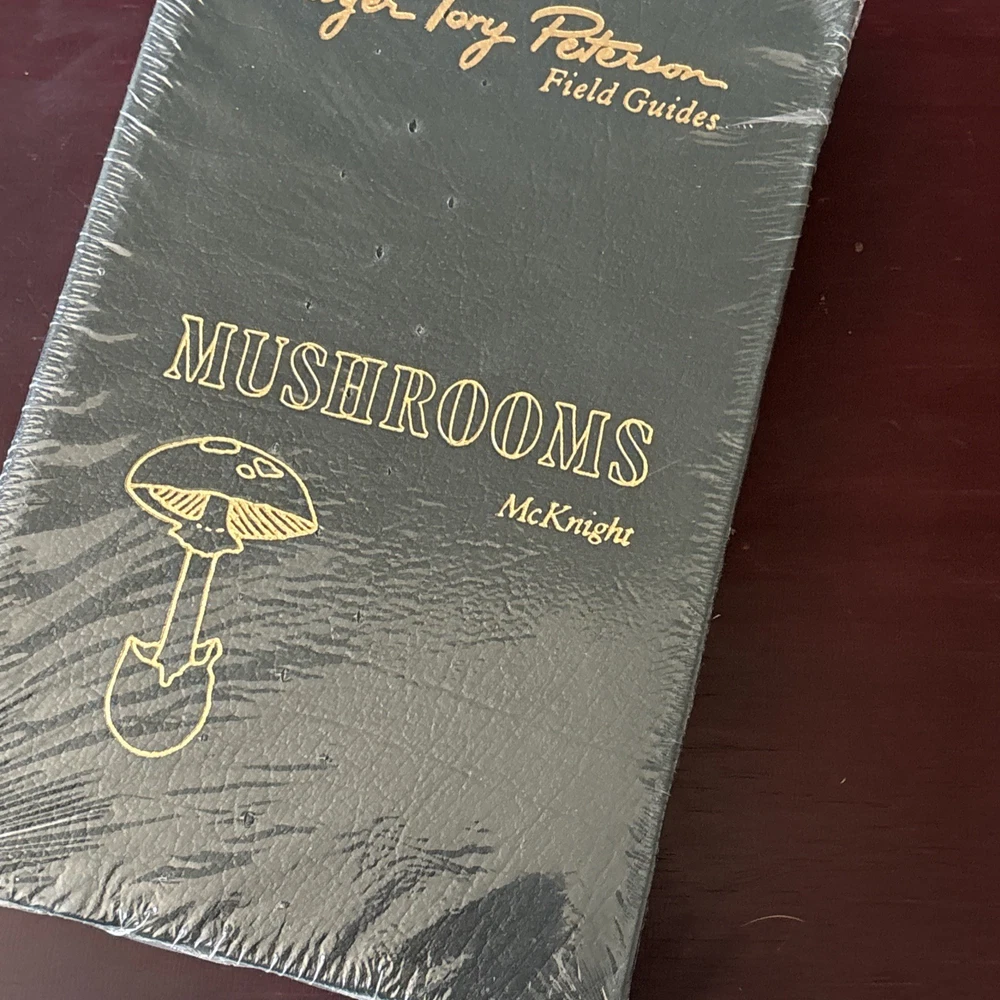 Tory Peterson
Field Guides
MUSHROOMS
McKnight